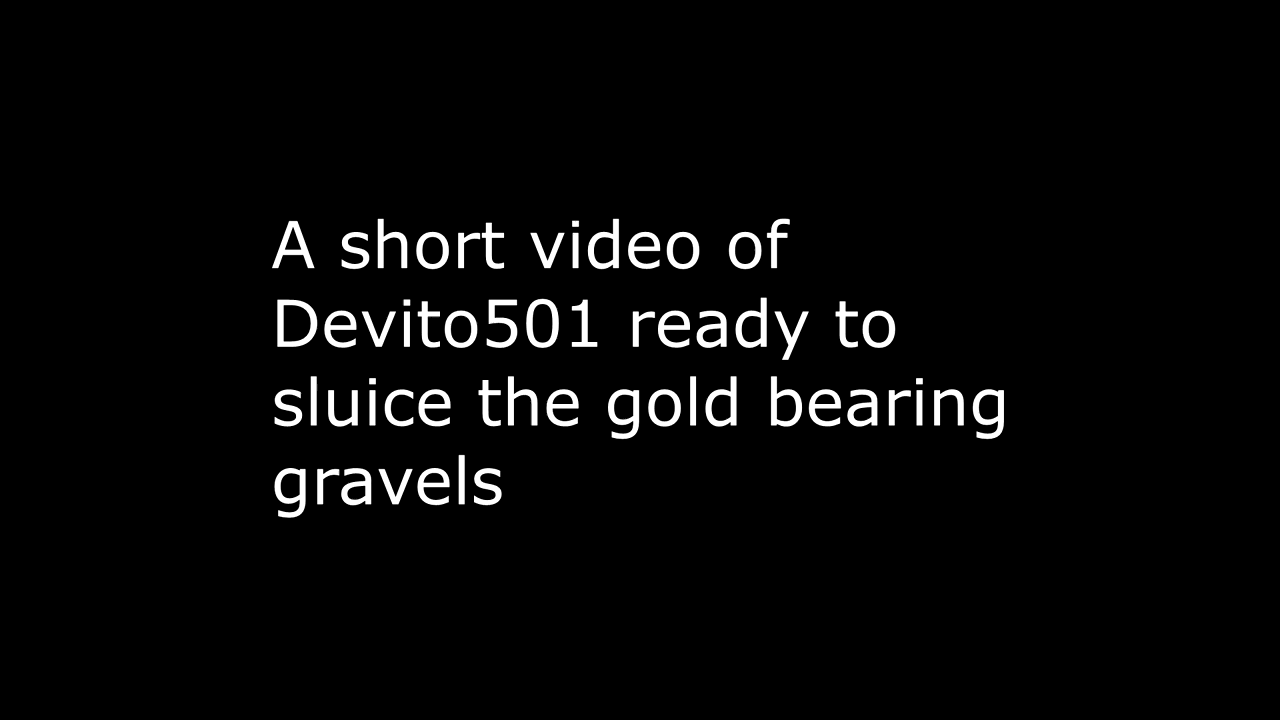 A short video of
Devito501 ready to
sluice the gold bearing
gravels